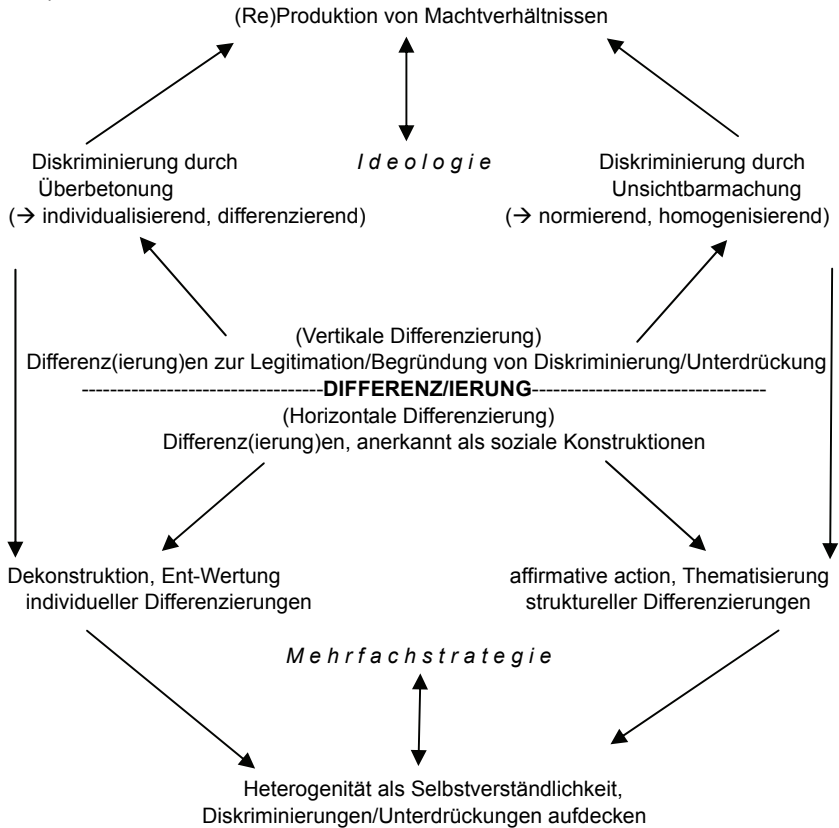 (Re)Produktion von Machtverhältnissen
Diskriminierung durch
Überbetonung
(→ individualisierend, differenzierend)
Ideologie
Diskriminierung durch
Unsichtbarmachung
(→ normierend, homogenisierend)
(Vertikale Differenzierung)
Differenz(ierung)en zur Legitimation/Begründung von Diskriminierung/Unterdrückung
----------------------------------DIFFERENZ/IERUNG---------------------------------
(Horizontale Differenzierung)
Differenz(ierung)en, anerkannt als soziale Konstruktionen
Dekonstruktion, Ent-Wertung
individueller Differenzierungen
affirmative action, Thematisierung
struktureller Differenzierungen
Mehrfachstrategie
Heterogenität als Selbstverständlichkeit,
Diskriminierungen/Unterdrückungen aufdecken